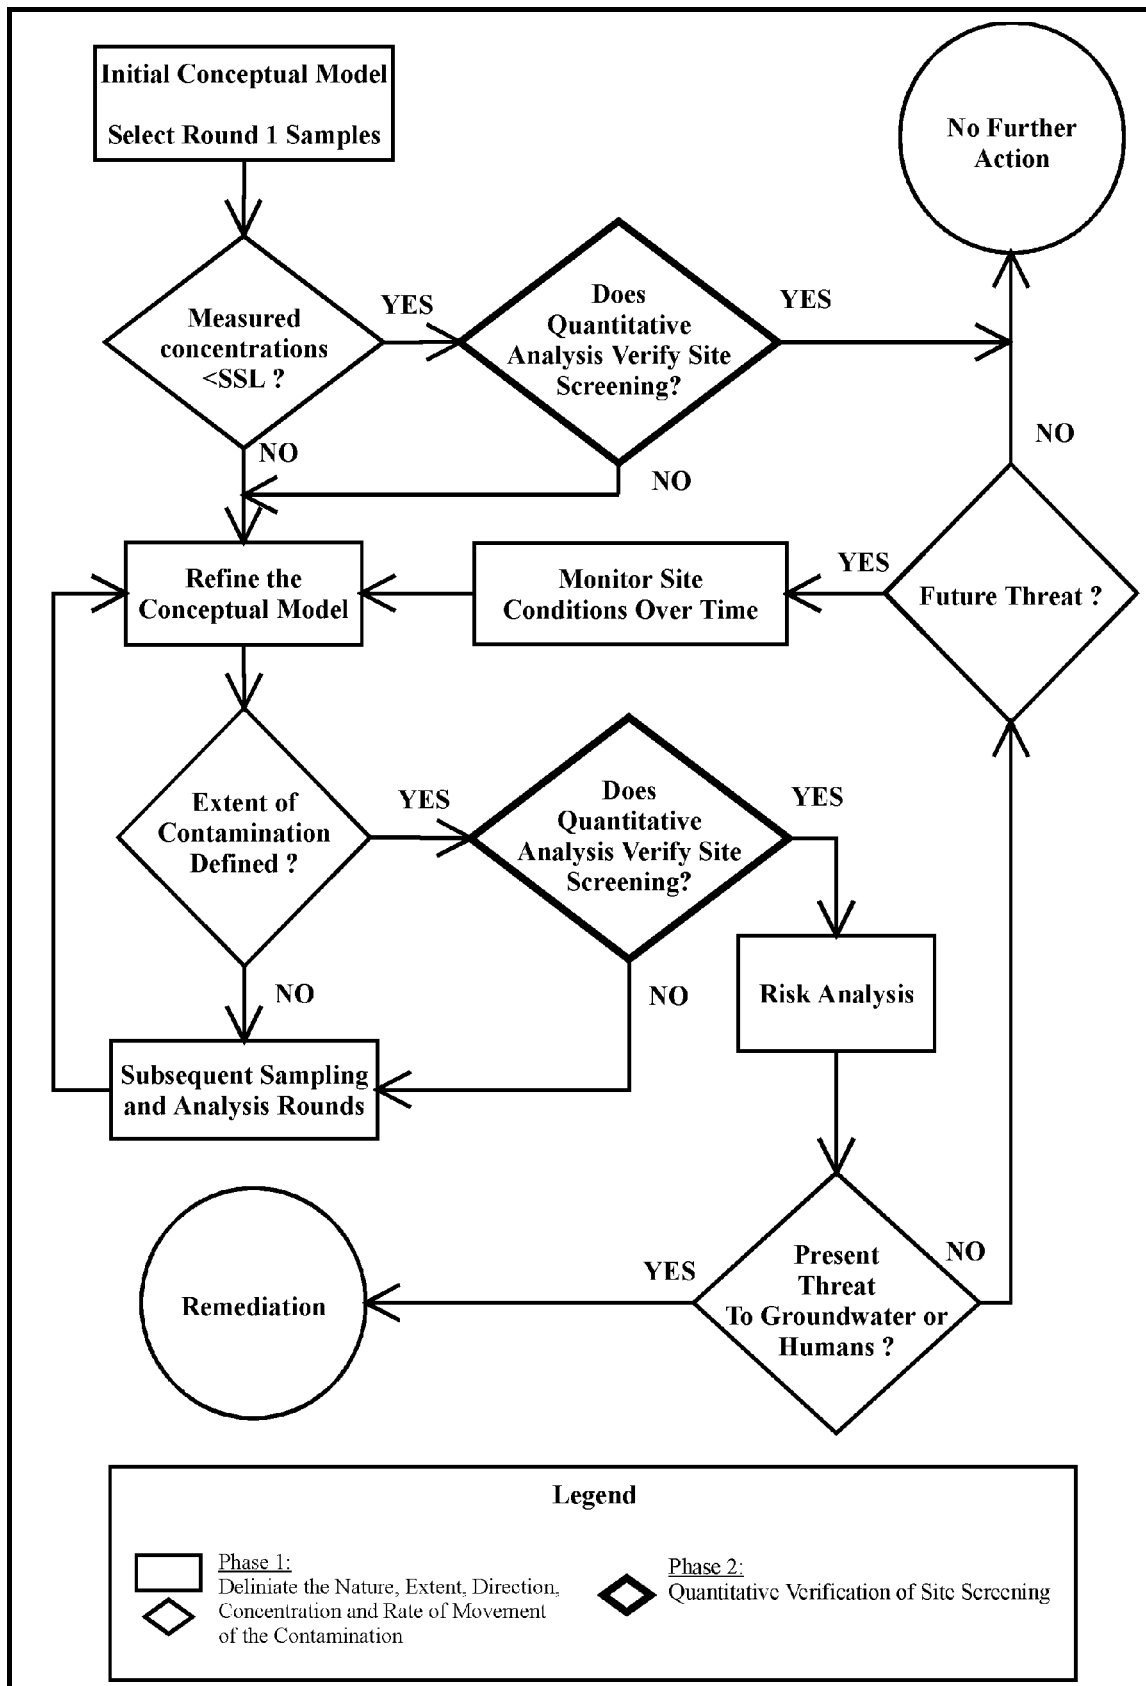 Initial Conceptual Model
Select Round 1 Samples
No Further
Action
Measured
concentrations
<SSL ?
YES
Does
Quantitative
Analysis Verify Site
Screening?
YES
NO
NO
NO
Refine the
Conceptual Model
Monitor Site
Conditions Over Time
YES
Future Threat ?
Extent of
Contamination
Defined ?
YES
Does
Quantitative
Analysis Verify Site
Screening?
YES
NO
NO
Risk Analysis
Subsequent Sampling
and Analysis Rounds
Remediation
YES
Present
Threat
To Groundwater or
Humans ?
NO
Legend
Phase 1:
Deliniate the Nature, Extent, Direction,
Concentration and Rate of Movement
of the Contamination
Phase 2:
Quantitative Verification of Site Screening